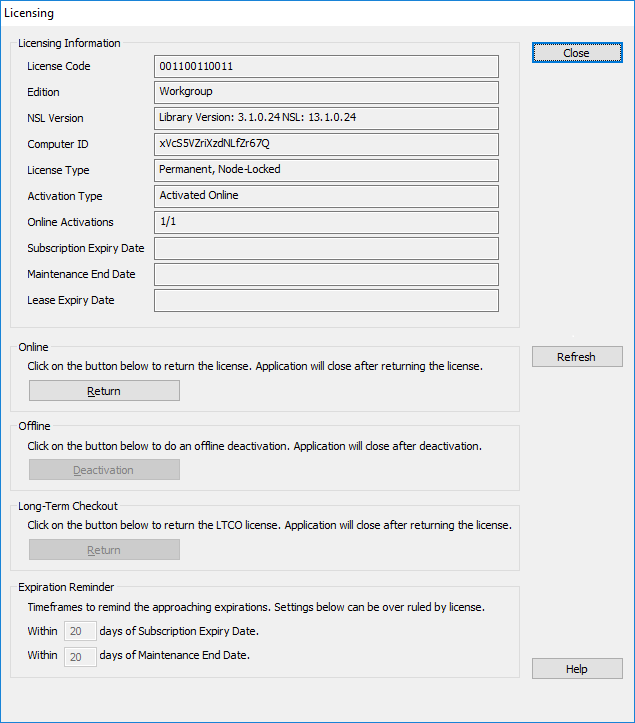 Licensing
Licensing Information
Close
License Code 001100110011
Edition Workgroup
NSL Version Library Version: 3.1.0.24 NSL: 13.1.0.24
Computer ID xVcS5VZriXzdNLfZr67Q
License Type Permanent, Node-Locked
Activation Type Activated Online
Online Activations 1/1
Subscription Expiry Date
Maintenance End Date
Lease Expiry Date
Online
Refresh
Click on the button below to return the license. Application will close after returning the license.
Return
Offline
Click on the button below to do an offline deactivation. Application will close after deactivation.
Deactivation
Long-Term Checkout
Click on the button below to return the LTCO license. Application will close after returning the license.
Return
Expiration Reminder
Timeframes to remind the approaching expirations. Settings below can be over ruled by license.
Within 20 days of Subscription Expiry Date.
Within 20 days of Maintenance End Date.
Help